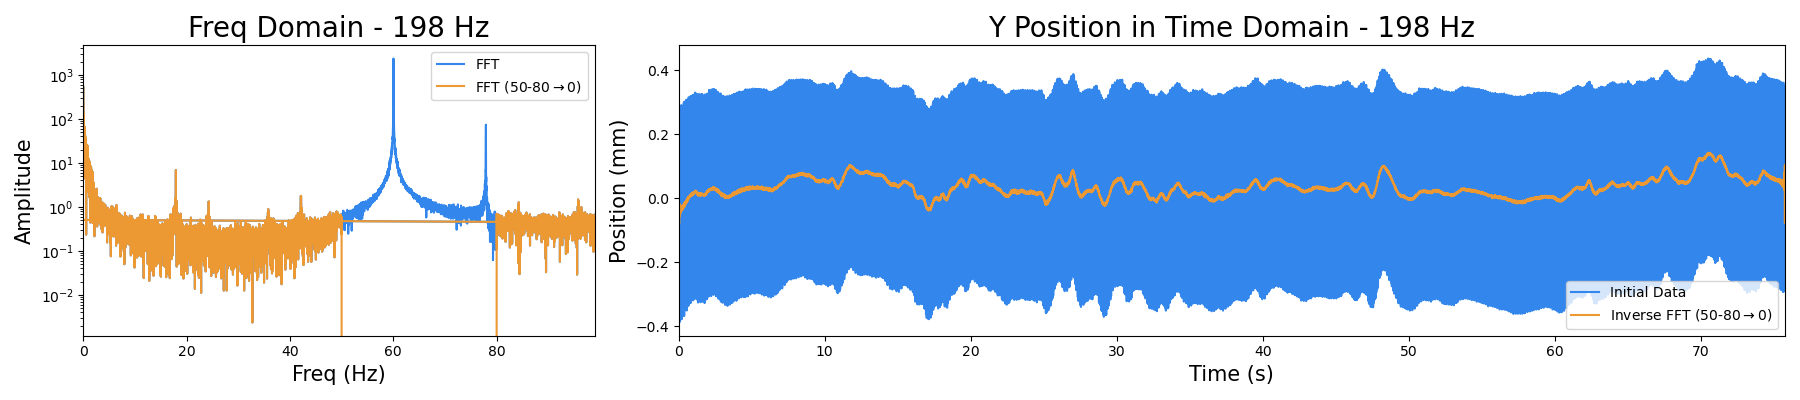 Freq Domain - 198 Hz
FFT
FFT (50-80→0)
10³
10²
10¹
10⁰
10⁻¹
10⁻²
Amplitude
0 20 40 60 80
Freq (Hz)
Y Position in Time Domain - 198 Hz
0.4
0.2
0.0
−0.2
−0.4
Position (mm)
Initial Data
Inverse FFT (50-80→0)
0 10 20 30 40 50 60 70
Time (s)